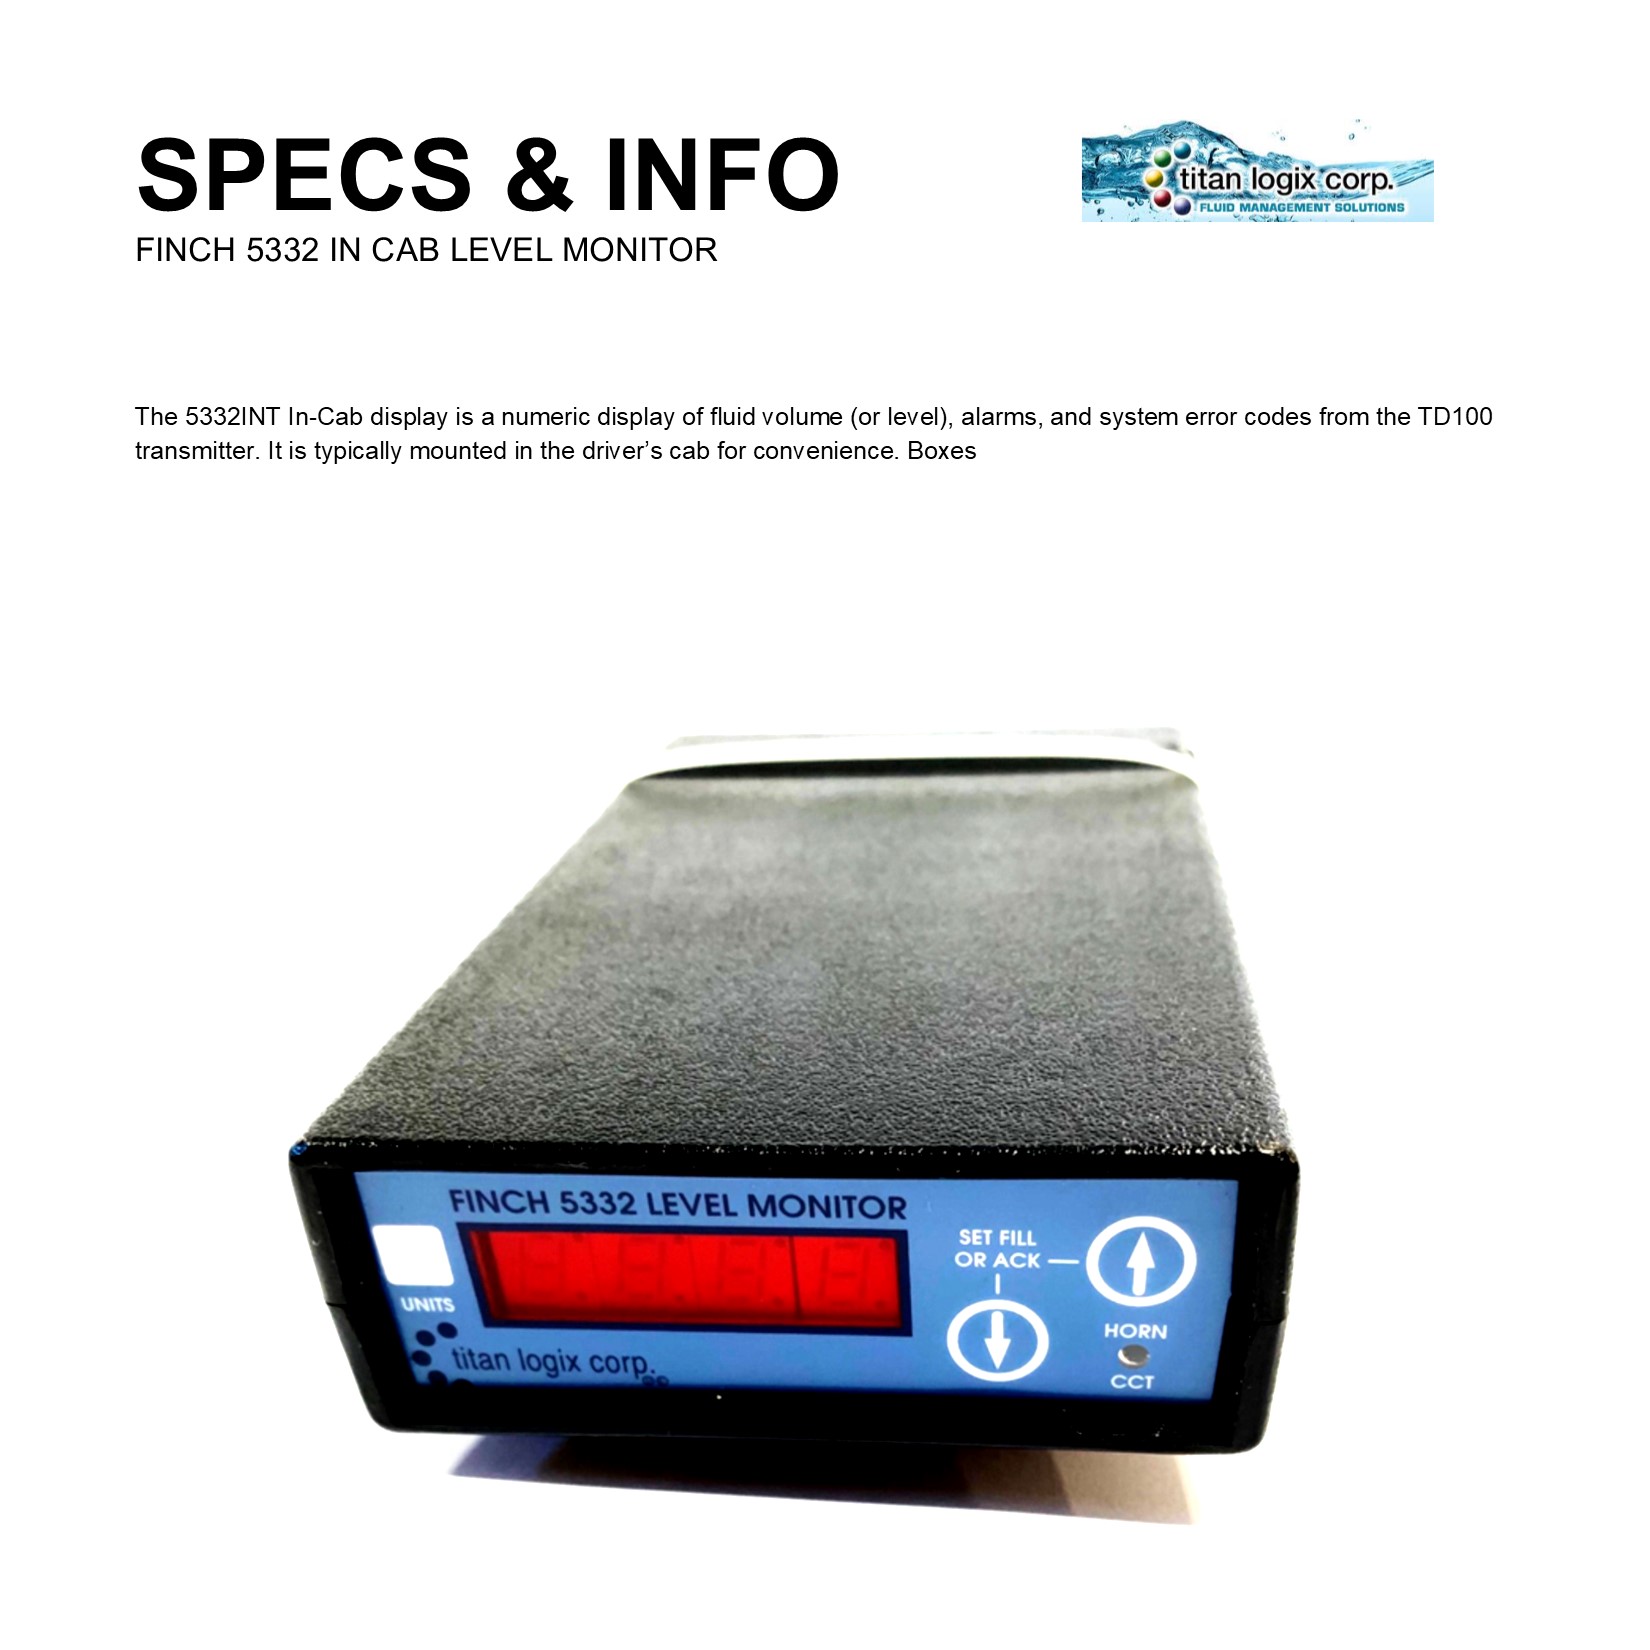 SPECS & INFO
titan logix corp.
FLUID MANAGEMENT SOLUTIONS
FINCH 5332 IN CAB LEVEL MONITOR
The 5332INT In-Cab display is a numeric display of fluid volume (or level), alarms, and system error codes from the TD100
transmitter. It is typically mounted in the driver’s cab for convenience. Boxes
FINCH 5332 LEVEL MONITOR
UNITS
titan logix corp.
SET FILL
OR ACK
HORN
CCT